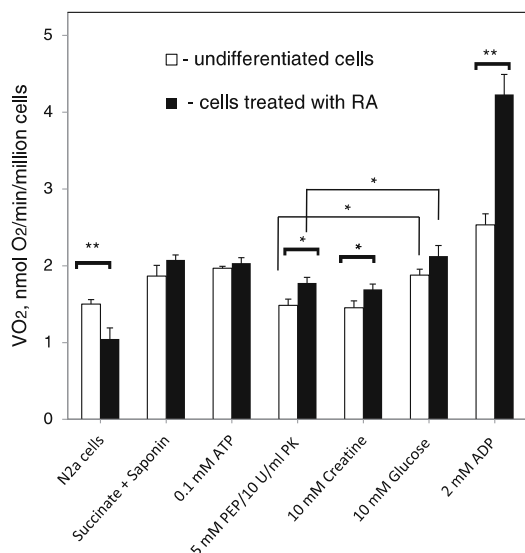 5
- undifferentiated cells
**
4
- cells treated with RA
VO2, nmol O2/min/million cells
3
*
*
**
*
*
2
1
0
N2a cells
Succinate + Saponin
0.1 mM ATP
5 mM PEP/10 U/ml PK
10 mM Creatine
10 mM Glucose
2 mM ADP